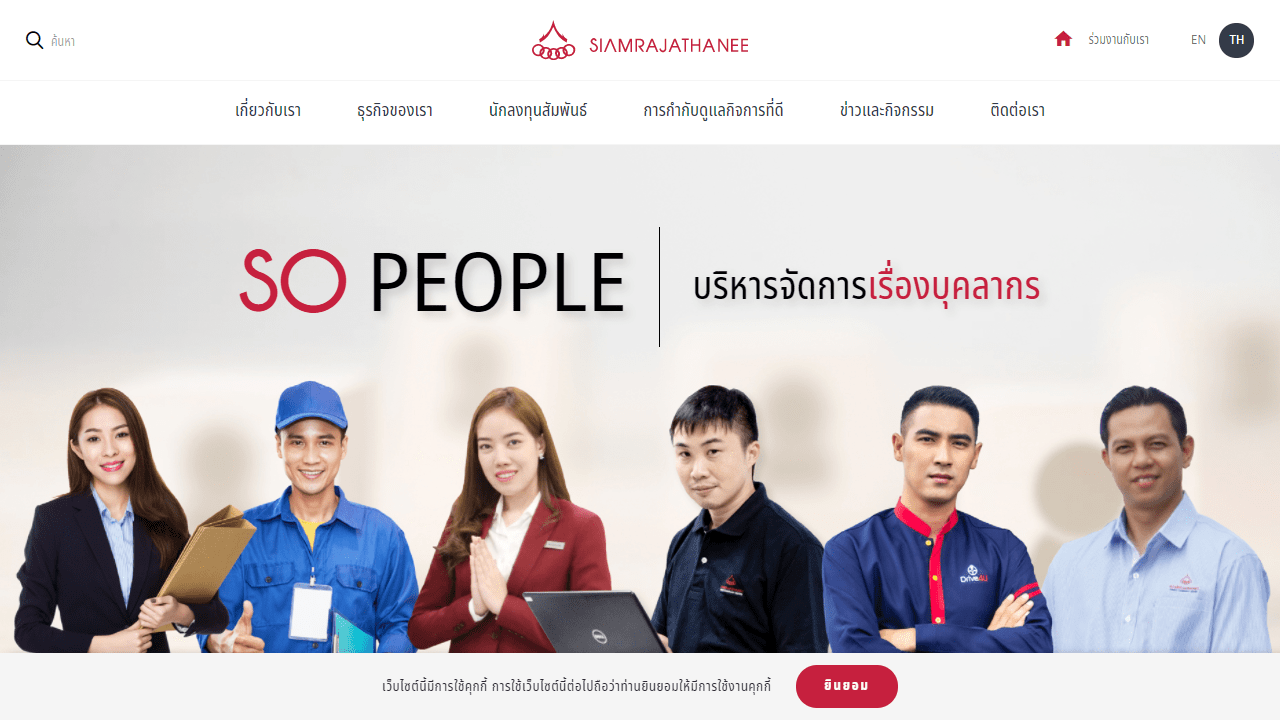 ค้นหา
SIAMRAJATHANEE
ร่วมงานกับเรา
EN
TH
เกี่ยวกับเรา
ธุรกิจของเรา
นักลงทุนสัมพันธ์
การกำกับดูแลกิจการที่ดี
ข่าวและกิจกรรม
ติดต่อเรา
SO PEOPLE
บริหารจัดการเรื่องบุคลากร
Drive4U
DELL
เว็บไซต์นี้มีการใช้คุกกี้ การใช้เว็บไซต์นี้ต่อไปถือว่าท่านยินยอมให้มีการใช้งานคุกกี้
ยินยอม